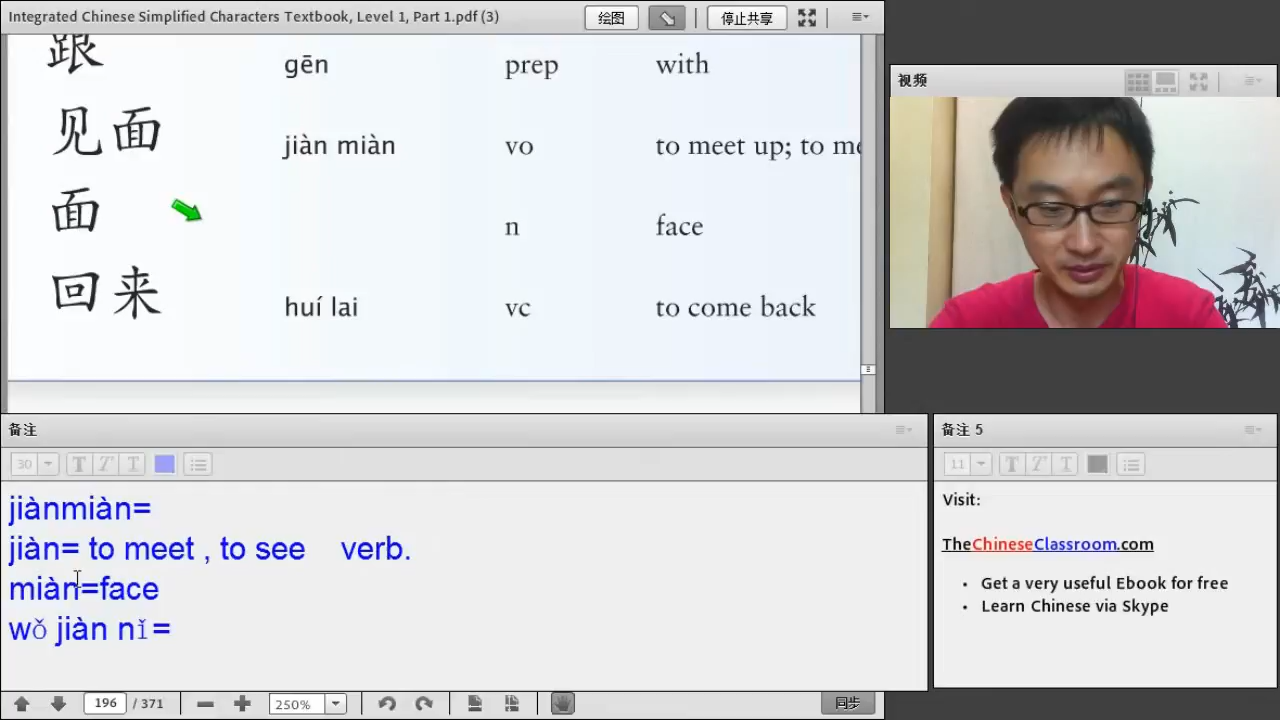 Integrated Chinese Simplified Characters Textbook, Level 1, Part 1.pdf (3)
绘图
停止共享
跟 gēn prep with
见面 jiàn miàn vo to meet up; to me
面 n face
回来 huí lai vc to come back
视频
备注
30 T T T
jiànmiàn=
jiàn= to meet , to see verb.
miàn=face
wǒ jiàn nǐ=
196 / 371
250%
同步
备注 5
11 T T T
Visit:
TheChineseClassroom.com
• Get a very useful Ebook for free
• Learn Chinese via Skype